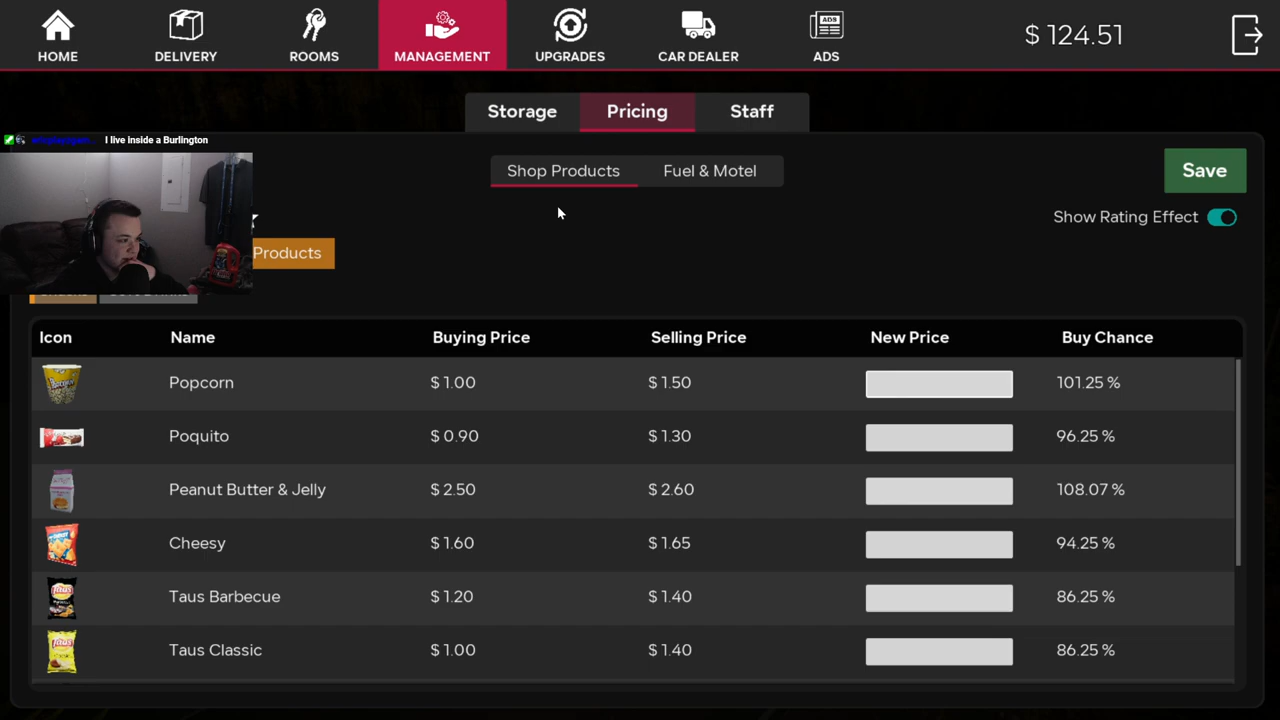 HOME DELIVERY ROOMS MANAGEMENT UPGRADES CAR DEALER ADS $ 124.51
Storage Pricing Staff
I live inside a Burlington
Shop Products Fuel & Motel Save
Show Rating Effect
Products
Icon Name Buying Price Selling Price New Price Buy Chance
Popcorn $ 1.00 $ 1.50 101.25 %
Poquito $ 0.90 $ 1.30 96.25 %
Peanut Butter & Jelly $ 2.50 $ 2.60 108.07 %
Cheesy $ 1.60 $ 1.65 94.25 %
Taus Barbecue $ 1.20 $ 1.40 86.25 %
Taus Classic $ 1.00 $ 1.40 86.25 %